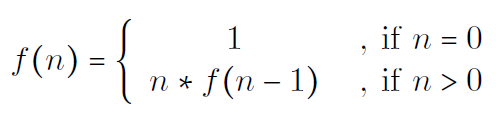 f(n) = { 1 , if n = 0
n * f(n − 1) , if n > 0